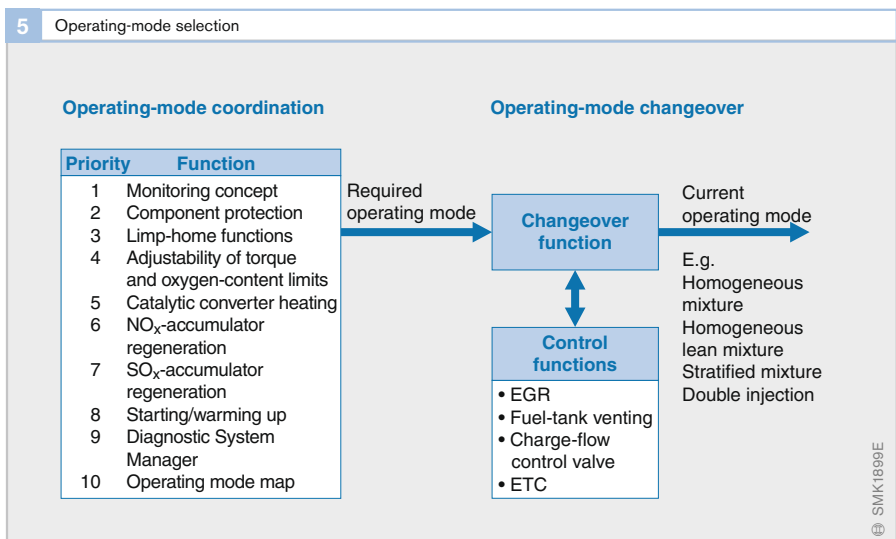 5 Operating-mode selection
Operating-mode coordination
Priority Function
1 Monitoring concept
2 Component protection
3 Limp-home functions
4 Adjustability of torque
and oxygen-content limits
5 Catalytic converter heating
6 NOx-accumulator
regeneration
7 SOx-accumulator
regeneration
8 Starting/warming up
9 Diagnostic System
Manager
10 Operating mode map
Required
operating mode
Operating-mode changeover
Changeover
function
Control
functions
• EGR
• Fuel-tank venting
• Charge-flow
control valve
• ETC
Current
operating mode
E.g.
Homogeneous
mixture
Homogeneous
lean mixture
Stratified mixture
Double injection
SMK1899E